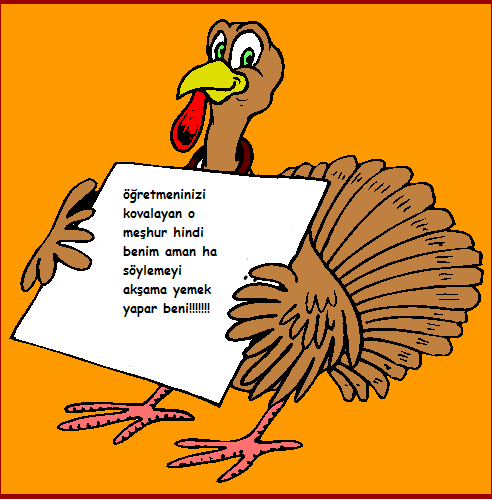 öğretmeninizi
kovalayan o
meşhur hindi
benim aman ha
söylemeyi
akşama yemek
yapar beni!!!!!!!